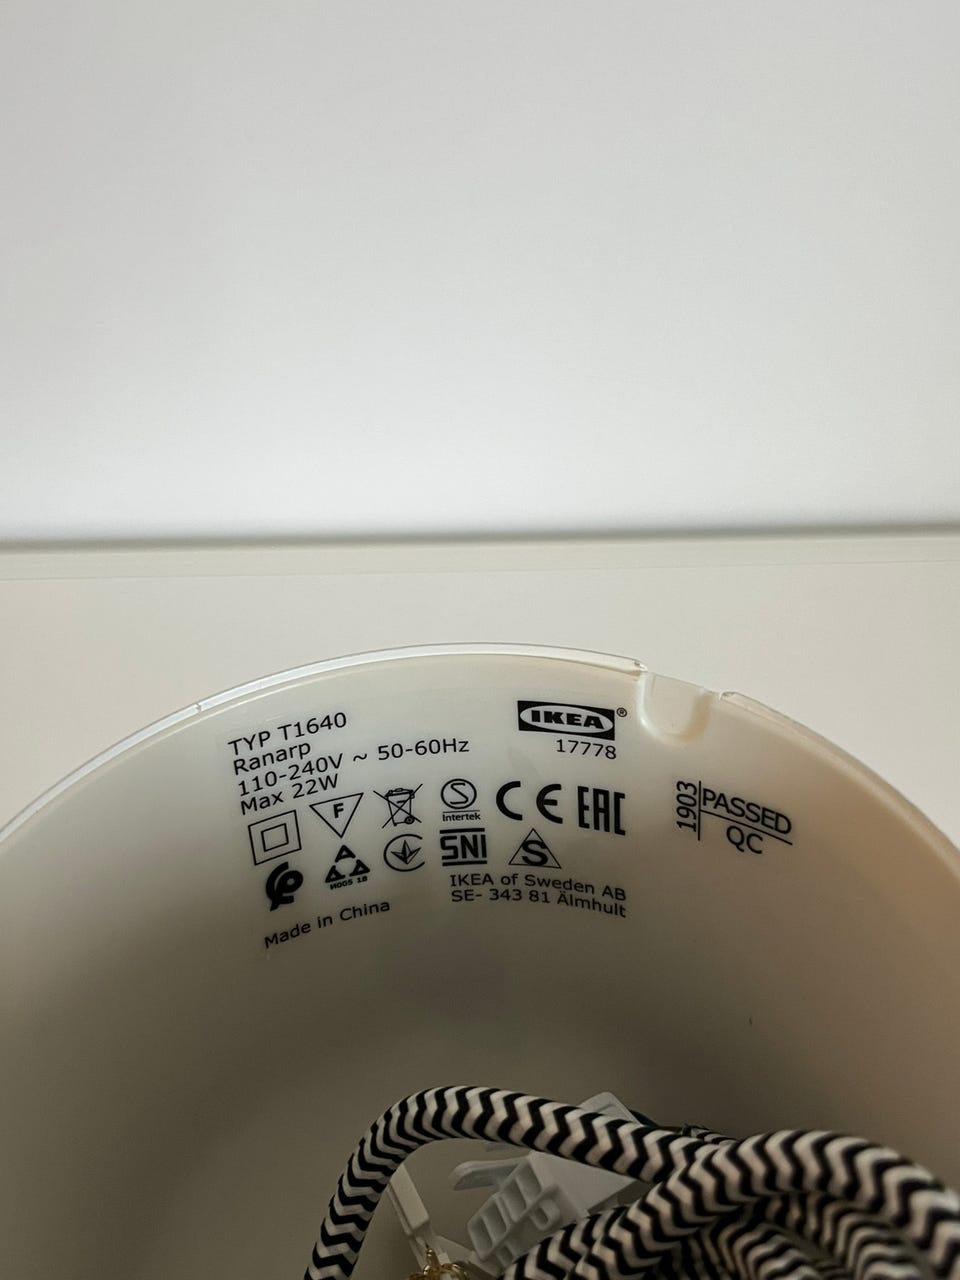 TYP T1640
Ranarp
110-240V ~ 50-60Hz
Max 22W
IKEA®
17778
F
S
Intertek
CE
EAC
SNI
S
IKEA of Sweden AB
SE- 343 81 Älmhult
Made in China
1903
PASSED
QC